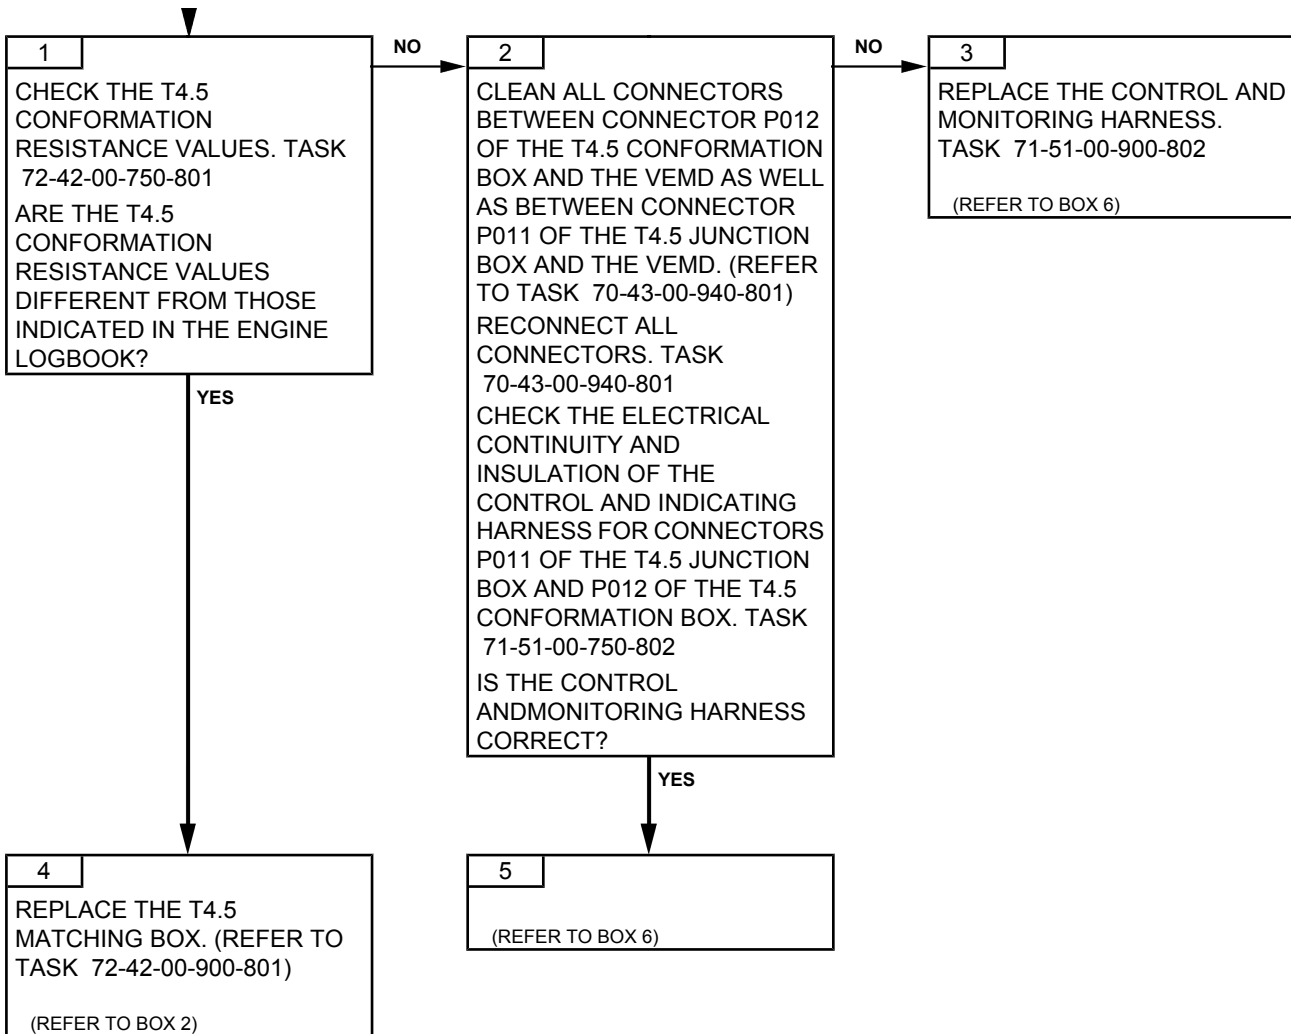 1
CHECK THE T4.5
CONFORMATION
RESISTANCE VALUES. TASK
72-42-00-750-801
ARE THE T4.5
CONFORMATION
RESISTANCE VALUES
DIFFERENT FROM THOSE
INDICATED IN THE ENGINE
LOGBOOK?
NO
YES
2
CLEAN ALL CONNECTORS
BETWEEN CONNECTOR P012
OF THE T4.5 CONFORMATION
BOX AND THE VEMD AS WELL
AS BETWEEN CONNECTOR
P011 OF THE T4.5 JUNCTION
BOX AND THE VEMD. (REFER
TO TASK 70-43-00-940-801)
RECONNECT ALL
CONNECTORS. TASK
70-43-00-940-801
CHECK THE ELECTRICAL
CONTINUITY AND
INSULATION OF THE
CONTROL AND INDICATING
HARNESS FOR CONNECTORS
P011 OF THE T4.5 JUNCTION
BOX AND P012 OF THE T4.5
CONFORMATION BOX. TASK
71-51-00-750-802
IS THE CONTROL
ANDMONITORING HARNESS
CORRECT?
NO
YES
3
REPLACE THE CONTROL AND
MONITORING HARNESS.
TASK 71-51-00-900-802
(REFER TO BOX 6)
4
REPLACE THE T4.5
MATCHING BOX. (REFER TO
TASK 72-42-00-900-801)
(REFER TO BOX 2)
5
(REFER TO BOX 6)